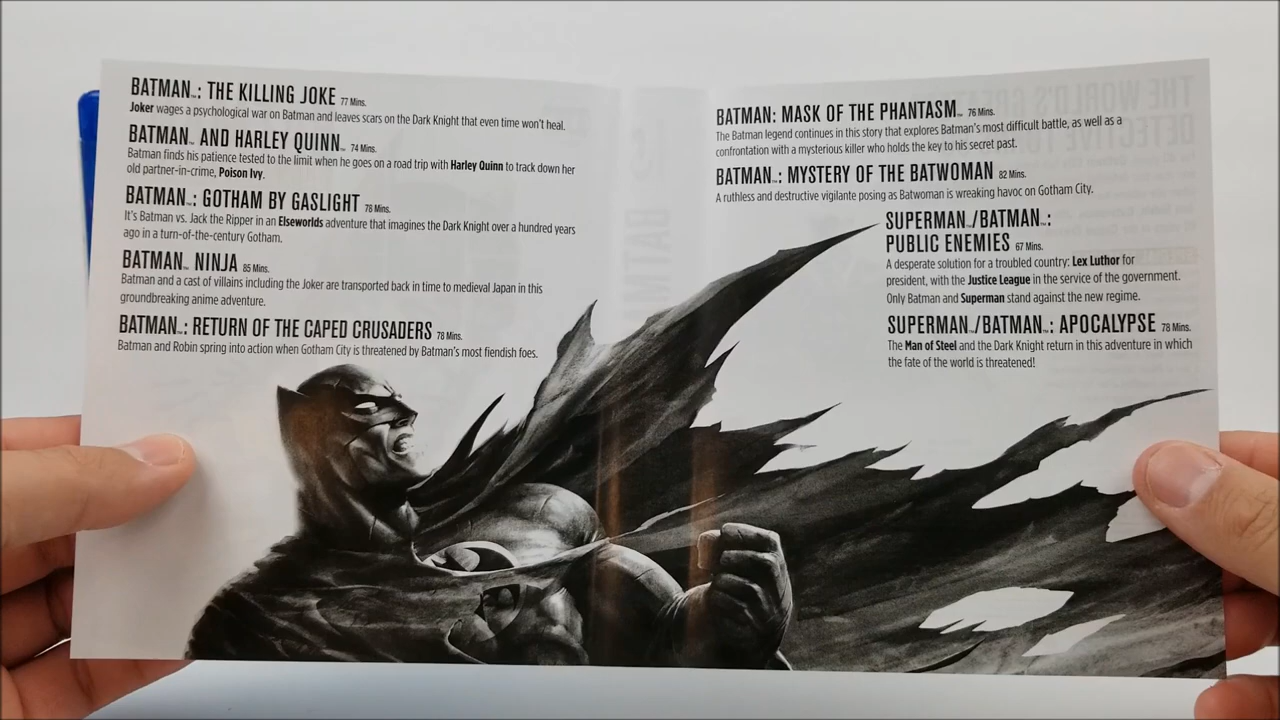 BATMAN™: THE KILLING JOKE 77 Mins.
Joker wages a psychological war on Batman and leaves scars on the Dark Knight that even time won't heal.
BATMAN™ AND HARLEY QUINN™ 74 Mins.
Batman finds his patience tested to the limit when he goes on a road trip with Harley Quinn to track down her
old partner-in-crime, Poison Ivy.
BATMAN™: GOTHAM BY GASLIGHT 78 Mins.
It's Batman vs. Jack the Ripper in an Elseworlds adventure that imagines the Dark Knight over a hundred years
ago in a turn-of-the-century Gotham.
BATMAN™ NINJA 85 Mins.
Batman and a cast of villains including the Joker are transported back in time to medieval Japan in this
groundbreaking anime adventure.
BATMAN™: RETURN OF THE CAPED CRUSADERS 78 Mins.
Batman and Robin spring into action when Gotham City is threatened by Batman's most fiendish foes.
BATMAN: MASK OF THE PHANTASM™ 76 Mins.
The Batman legend continues in this story that explores Batman's most difficult battle, as well as a
confrontation with a mysterious killer who holds the key to his secret past.
BATMAN™: MYSTERY OF THE BATWOMAN 82 Mins.
A ruthless and destructive vigilante posing as Batwoman is wreaking havoc on Gotham City.
SUPERMAN™/BATMAN™:
PUBLIC ENEMIES 67 Mins.
A desperate solution for a troubled country: Lex Luthor for
president, with the Justice League in the service of the government.
Only Batman and Superman stand against the new regime.
SUPERMAN™/BATMAN™: APOCALYPSE 78 Mins.
The Man of Steel and the Dark Knight return in this adventure in which
the fate of the world is threatened!